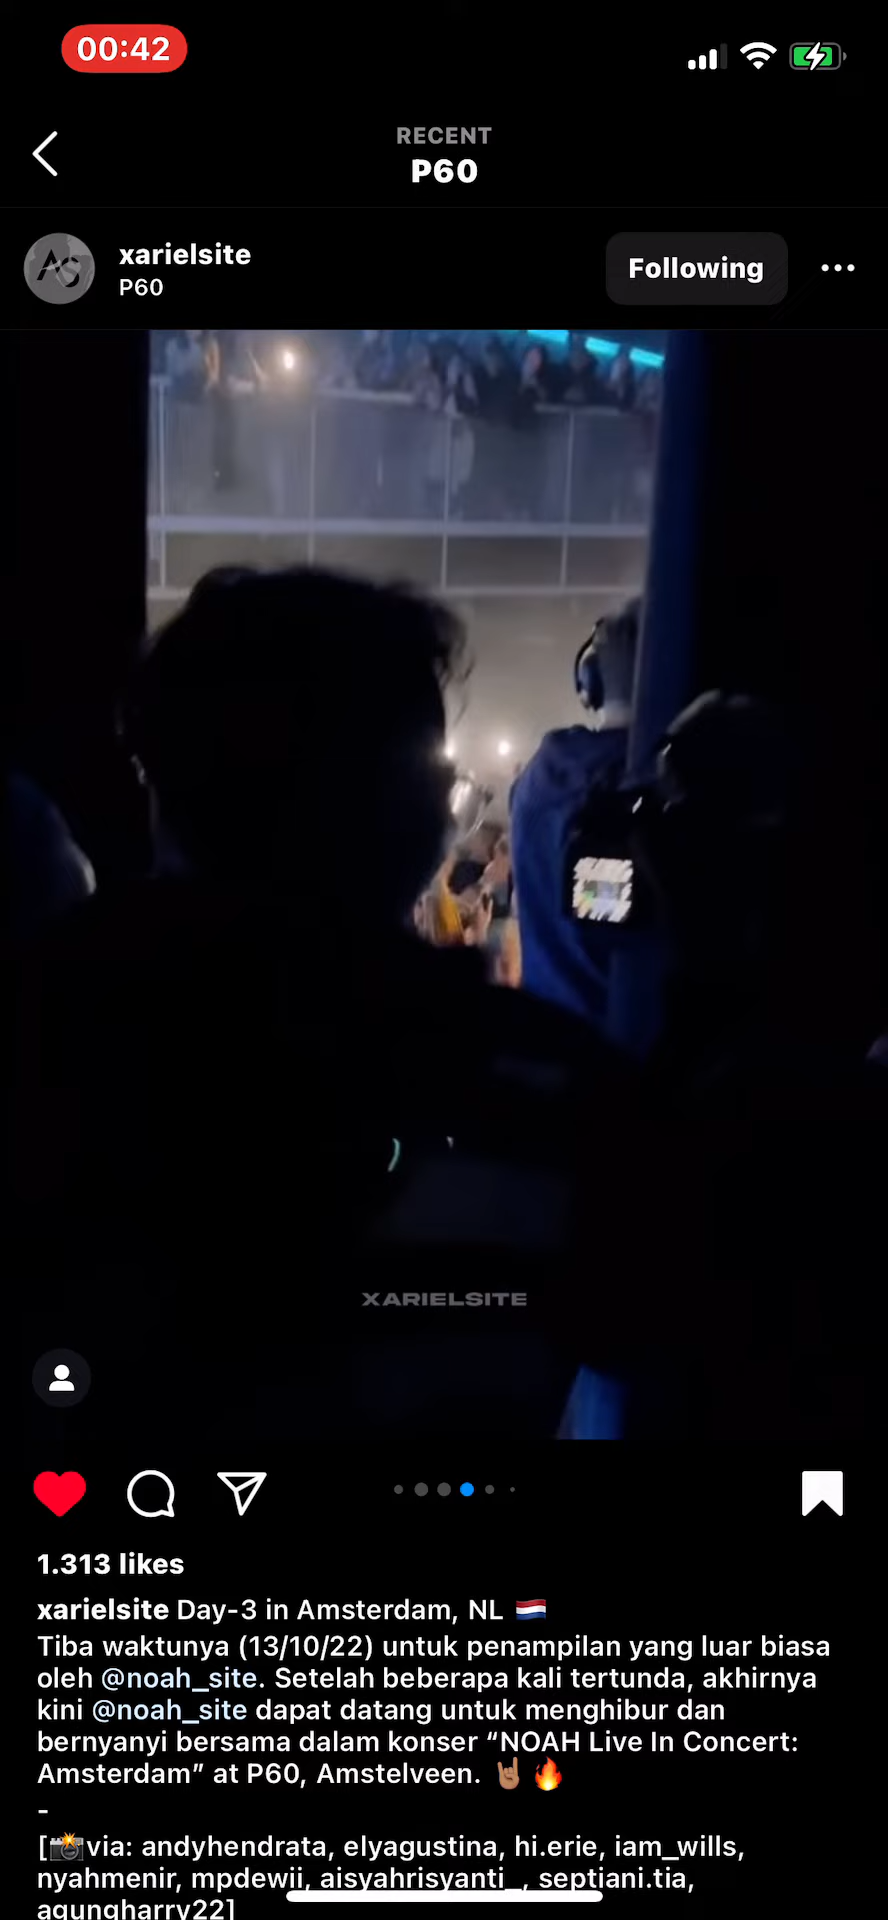 00:42
RECENT
P60
xarielsite
P60
Following
XARIELSITE
1.313 likes
xarielsite Day-3 in Amsterdam, NL 🇳🇱
Tiba waktunya (13/10/22) untuk penampilan yang luar biasa
oleh @noah_site. Setelah beberapa kali tertunda, akhirnya
kini @noah_site dapat datang untuk menghibur dan
bernyanyi bersama dalam konser “NOAH Live In Concert:
Amsterdam” at P60, Amstelveen. 🤘🏽🔥
-
[📸via: andyhendrata, elyagustina, hi.erie, iam_wills,
nyahmenir, mpdewii, aisyahrisyanti_, septiani.tia,
agungharry22]